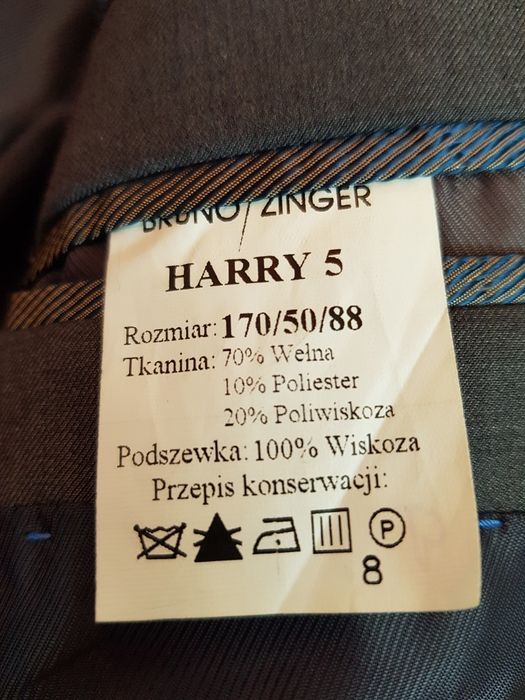 BRUNO/ZINGER
HARRY 5
Rozmiar: 170/50/88
Tkanina: 70% Wełna
10% Poliester
20% Poliwiskoza
Podszewka: 100% Wiskoza
Przepis konserwacji:
P
8